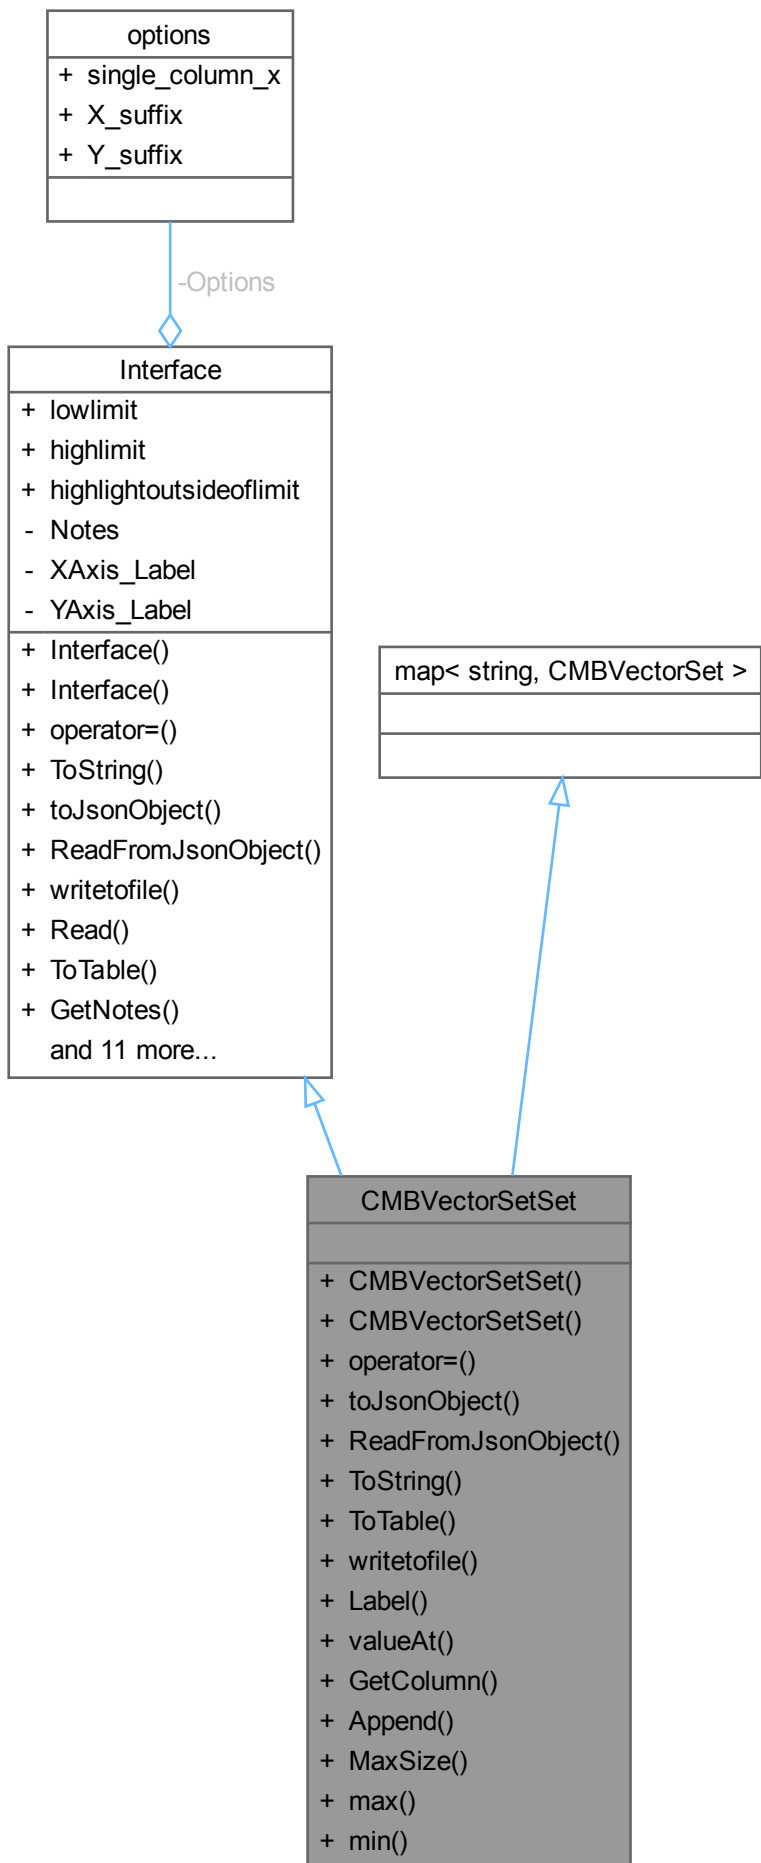 options
+ single_column_x
+ X_suffix
+ Y_suffix
-Options
Interface
+ lowlimit
+ highlimit
+ highlightoutsideoflimit
- Notes
- XAxis_Label
- YAxis_Label
+ Interface()
+ Interface()
+ operator=()
+ ToString()
+ toJsonObject()
+ ReadFromJsonObject()
+ writetofile()
+ Read()
+ ToTable()
+ GetNotes()
and 11 more...
map< string, CMBVectorSet >
CMBVectorSetSet
+ CMBVectorSetSet()
+ CMBVectorSetSet()
+ operator=()
+ toJsonObject()
+ ReadFromJsonObject()
+ ToString()
+ ToTable()
+ writetofile()
+ Label()
+ valueAt()
+ GetColumn()
+ Append()
+ MaxSize()
+ max()
+ min()